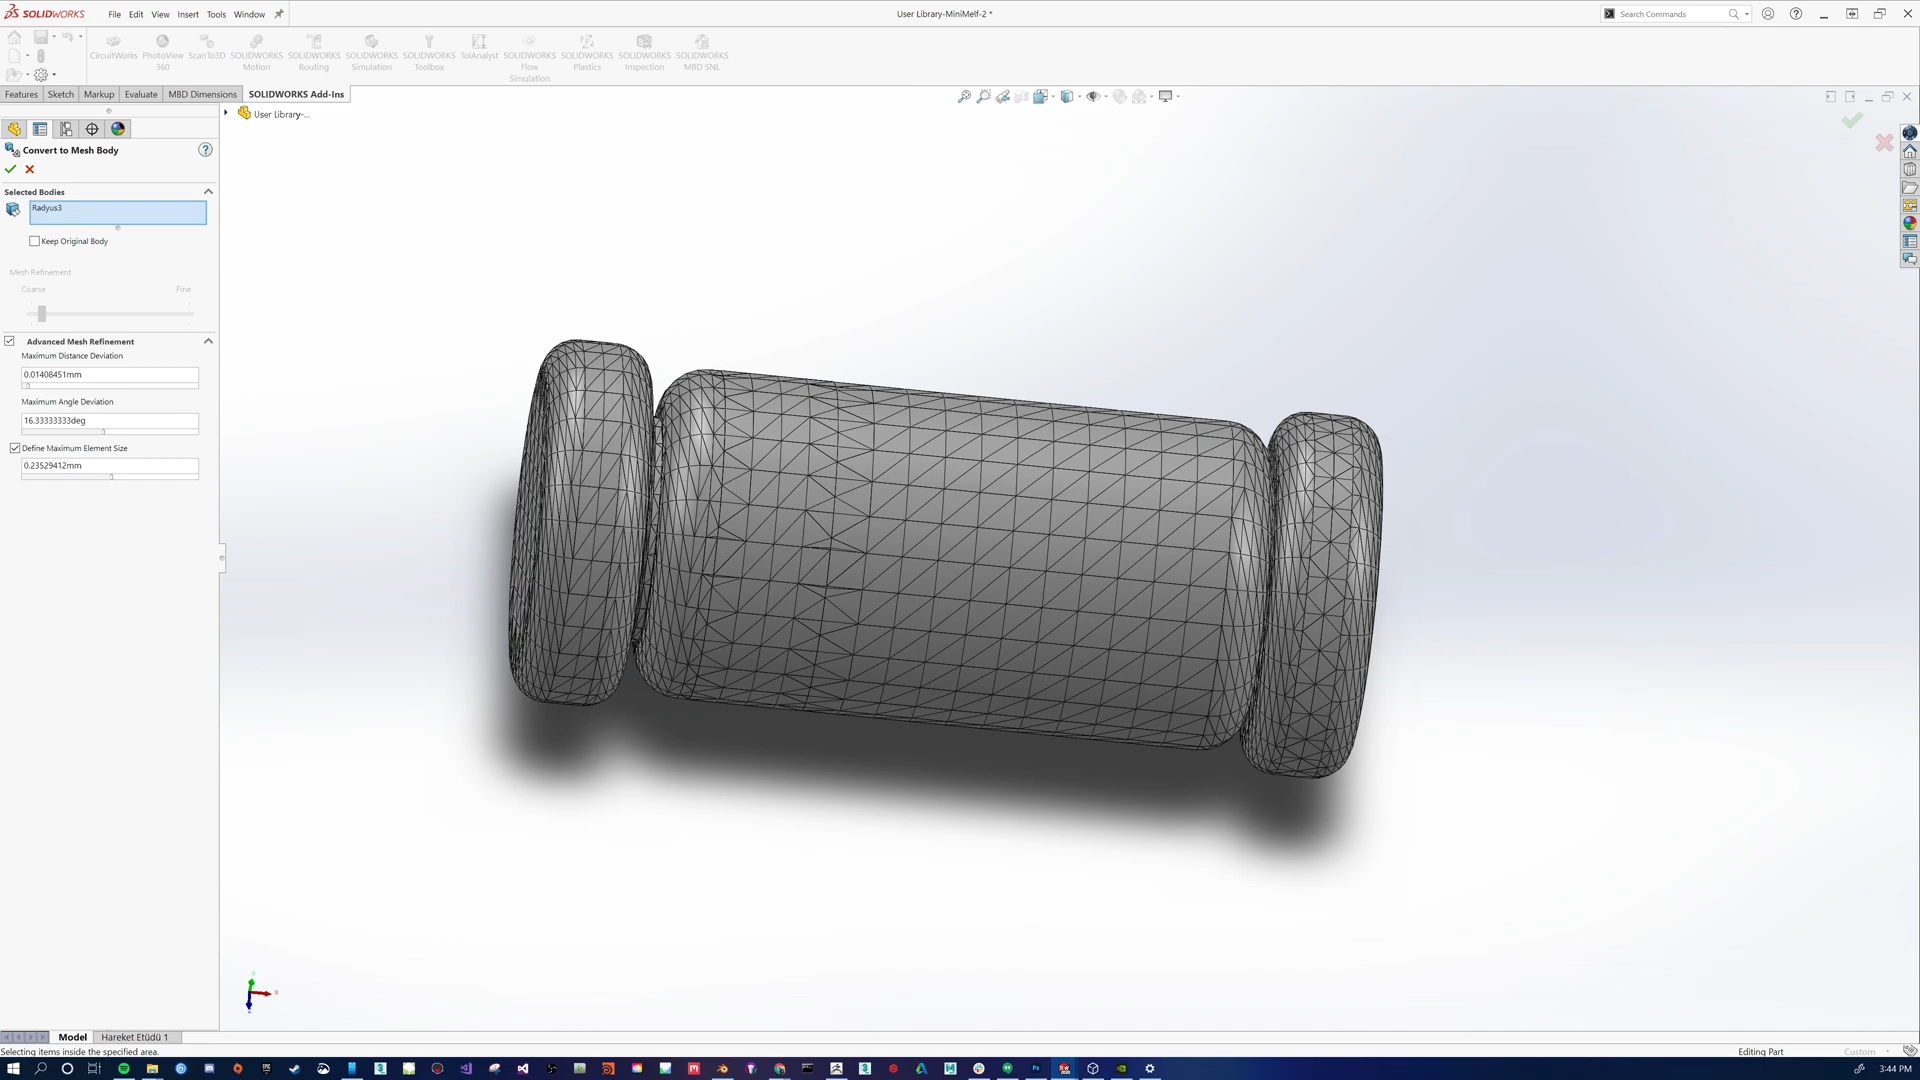 SOLIDWORKS
File Edit View Insert Tools Window
User Library-MiniMelf-2 *
Search Commands
CircuitWorks
PhotoView 360
ScanTo3D
SOLIDWORKS Motion
SOLIDWORKS Routing
SOLIDWORKS Simulation
SOLIDWORKS Toolbox
TolAnalyst
SOLIDWORKS Flow Simulation
SOLIDWORKS Plastics
SOLIDWORKS Inspection
SOLIDWORKS MBD SNL
Features Sketch Markup Evaluate MBD Dimensions SOLIDWORKS Add-Ins
User Library-...
Convert to Mesh Body
Selected Bodies
Radyus3
Keep Original Body
Mesh Refinement
Coarse Fine
Advanced Mesh Refinement
Maximum Distance Deviation
0.01408451mm
Maximum Angle Deviation
16.33333333deg
Define Maximum Element Size
0.23529412mm
Model Hareket Etüdü 1
Selecting items inside the specified area.
Editing Part
Custom
3:44 PM